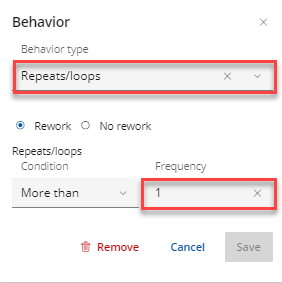 Behavior
Behavior type
Repeats/loops
Rework No rework
Repeats/loops
Condition Frequency
More than 1
Remove Cancel Save